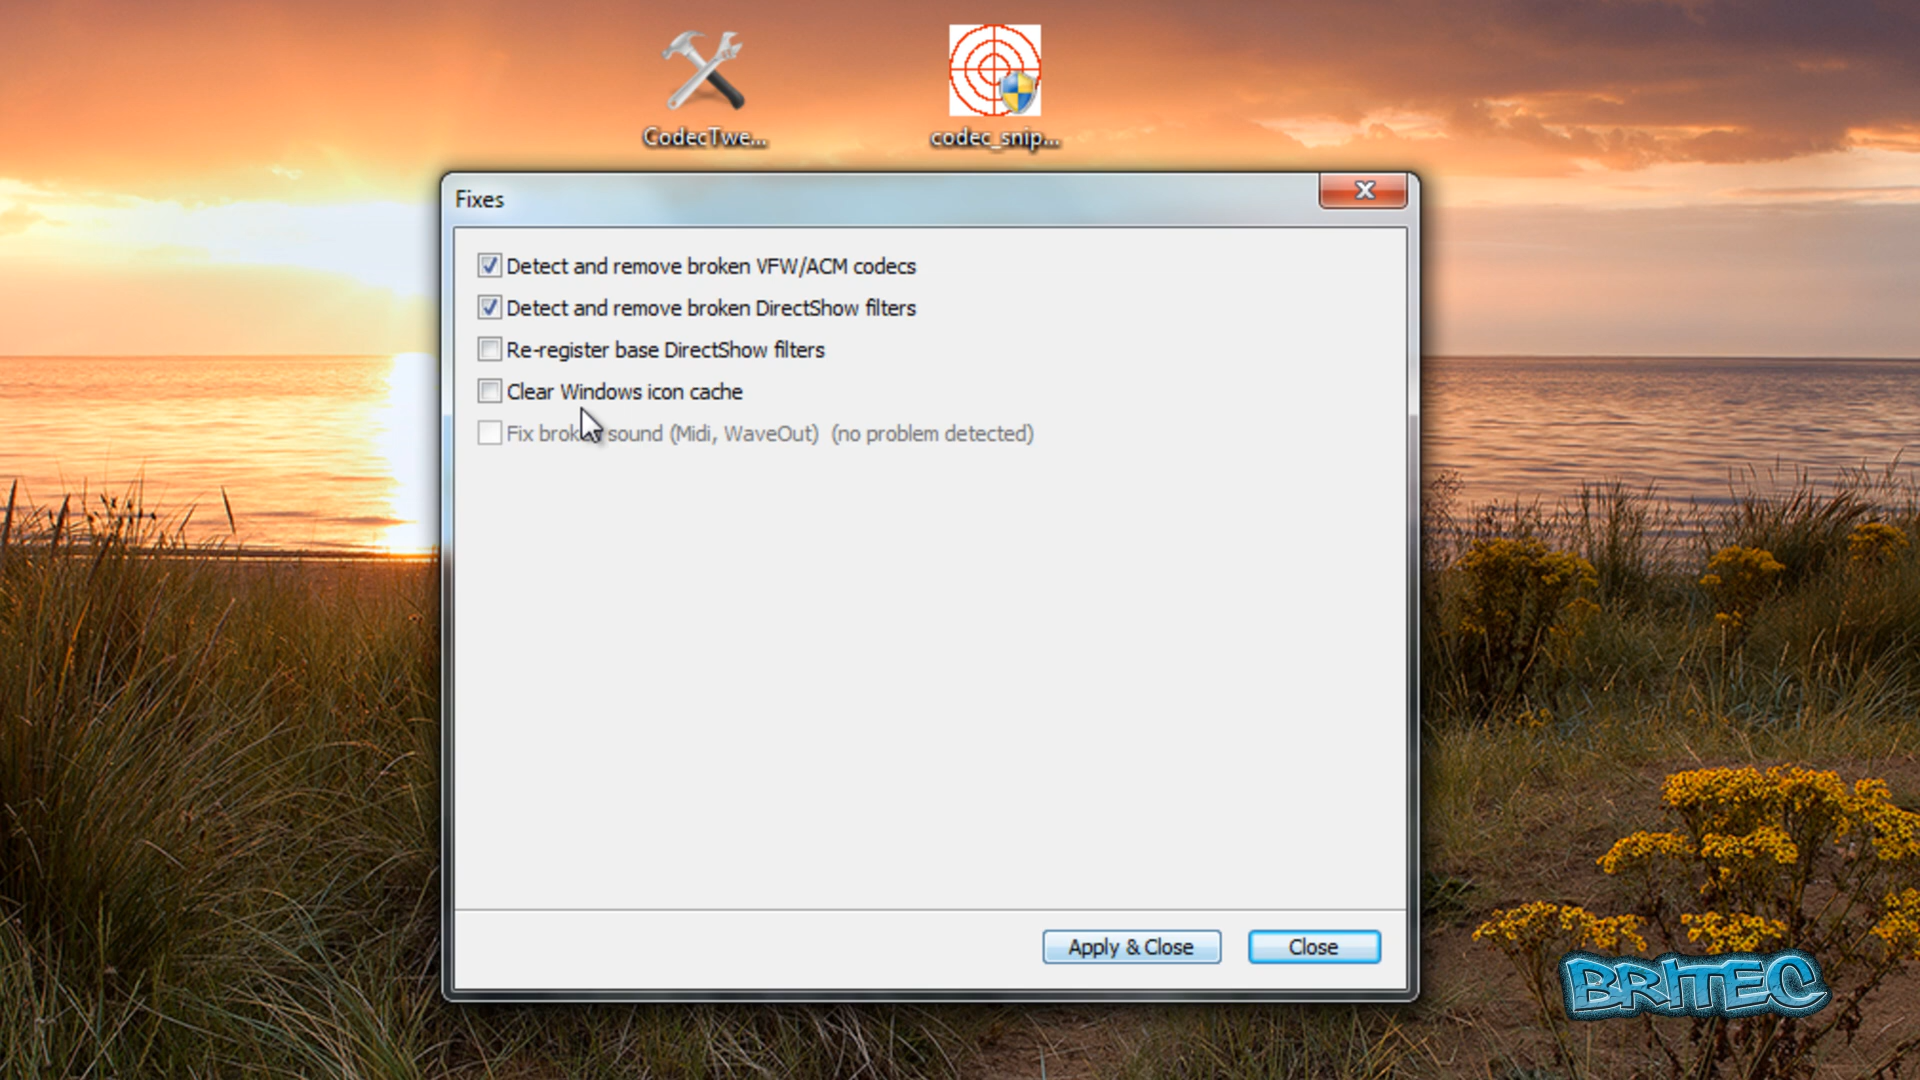 CodecTwe...
codec_snip...
Fixes
Detect and remove broken VFW/ACM codecs
Detect and remove broken DirectShow filters
Re-register base DirectShow filters
Clear Windows icon cache
Fix broken sound (Midi, WaveOut) (no problem detected)
Apply & Close
Close
BRITEC